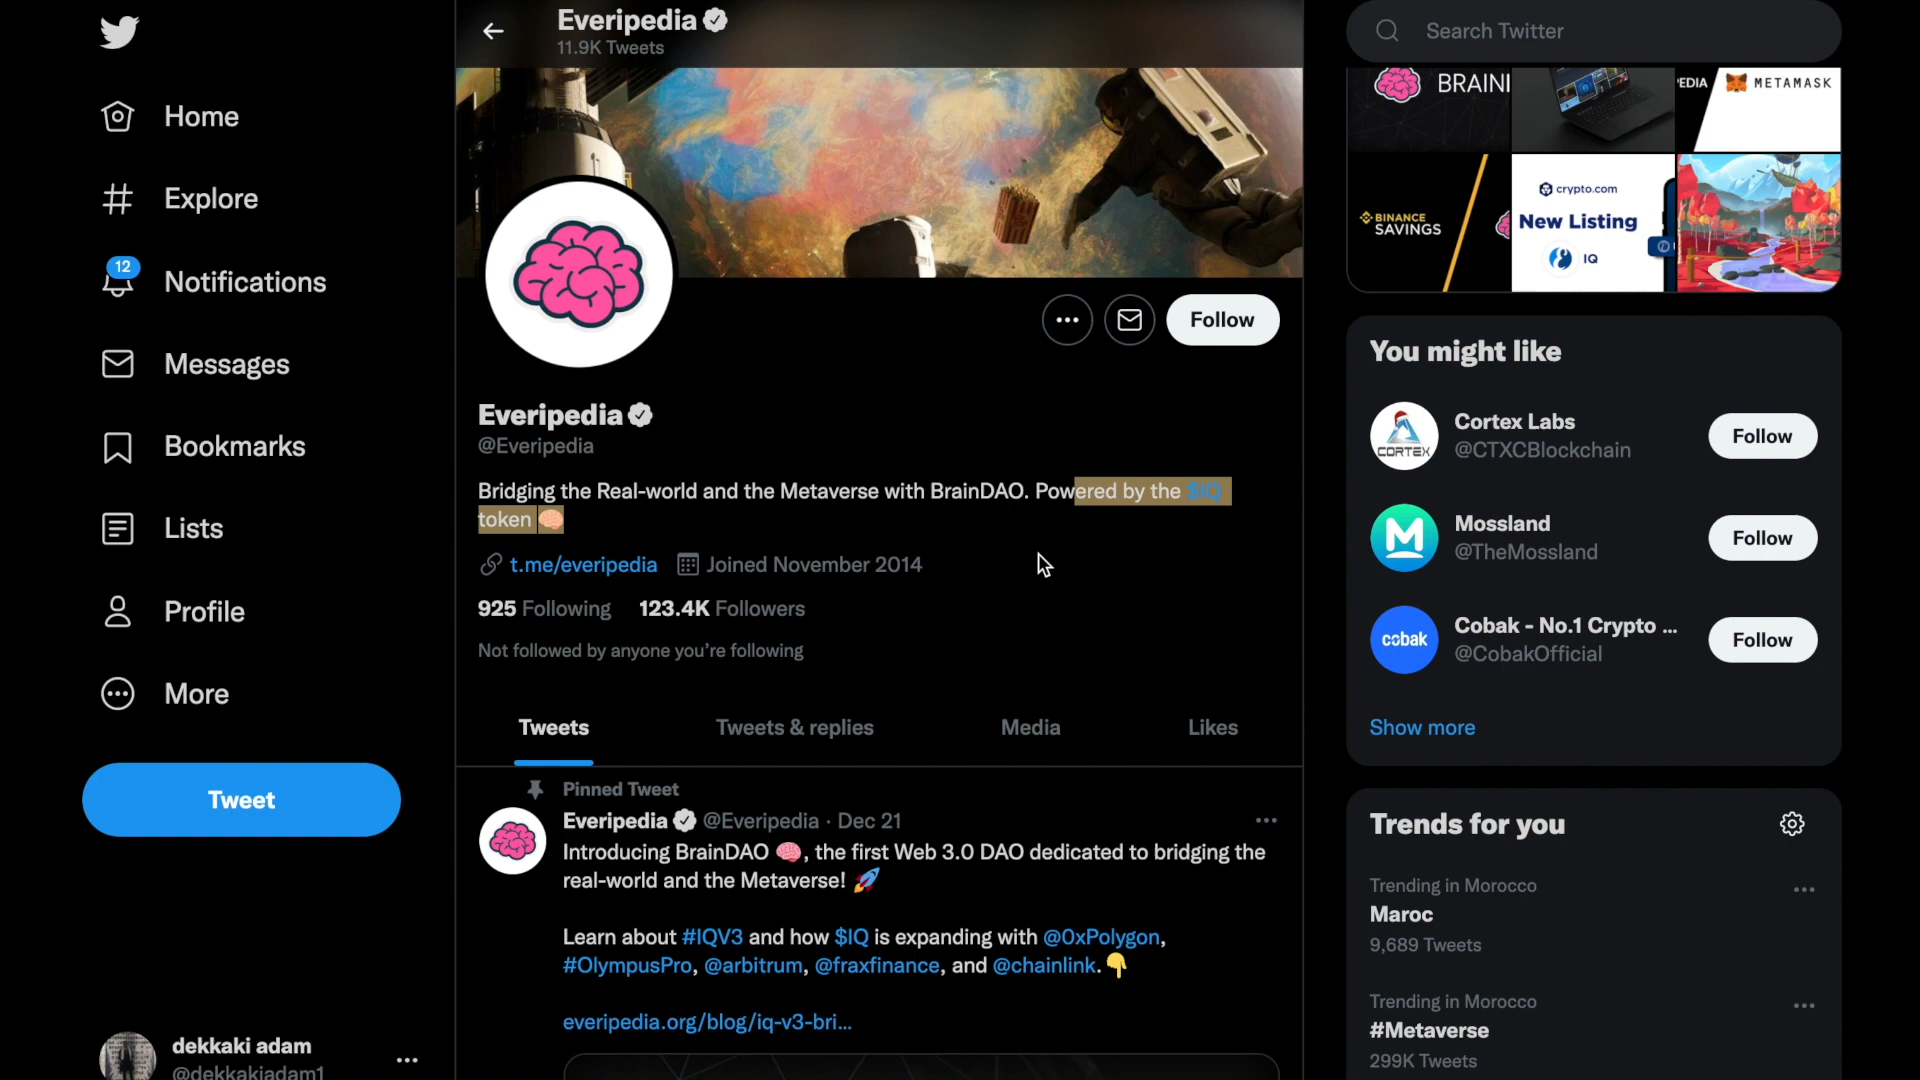 Home
Explore
12
Notifications
Messages
Bookmarks
Lists
Profile
More
Tweet
dekkaki adam
@dekkakiadam1
Everipedia
11.9K Tweets
Follow
Everipedia
@Everipedia
Bridging the Real-world and the Metaverse with BrainDAO. Powered by the $IQ
token 🧠
t.me/everipedia Joined November 2014
925 Following 123.4K Followers
Not followed by anyone you’re following
Tweets Tweets & replies Media Likes
Pinned Tweet
Everipedia @Everipedia · Dec 21
Introducing BrainDAO 🧠, the first Web 3.0 DAO dedicated to bridging the
real-world and the Metaverse! 🚀
Learn about #IQV3 and how $IQ is expanding with @0xPolygon,
#OlympusPro, @arbitrum, @fraxfinance, and @chainlink. 👇
everipedia.org/blog/iq-v3-bri...
Search Twitter
BRAINI
PEDIA METAMASK
BINANCE
SAVINGS
crypto.com
New Listing
IQ
You might like
CORTEX
Cortex Labs
@CTXCBlockchain
Follow
Mossland
@TheMossland
Follow
cobak
Cobak - No.1 Crypto ...
@CobakOfficial
Follow
Show more
Trends for you
Trending in Morocco
Maroc
9,689 Tweets
Trending in Morocco
#Metaverse
299K Tweets